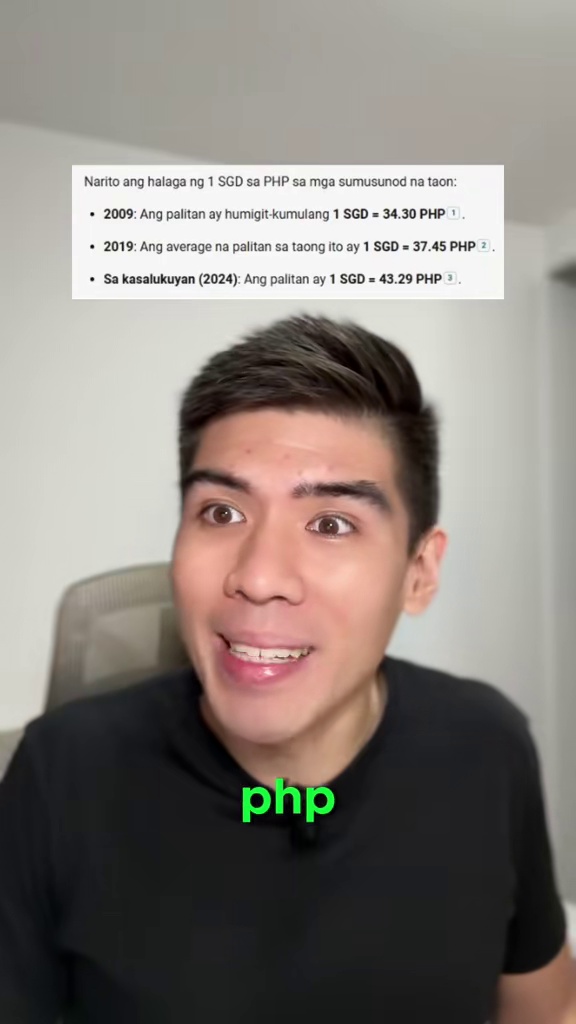 Narito ang halaga ng 1 SGD sa PHP sa mga sumusunod na taon:
• 2009: Ang palitan ay humigit-kumulang 1 SGD = 34.30 PHP 1 .
• 2019: Ang average na palitan sa taong ito ay 1 SGD = 37.45 PHP 2 .
• Sa kasalukuyan (2024): Ang palitan ay 1 SGD = 43.29 PHP 3 .
php